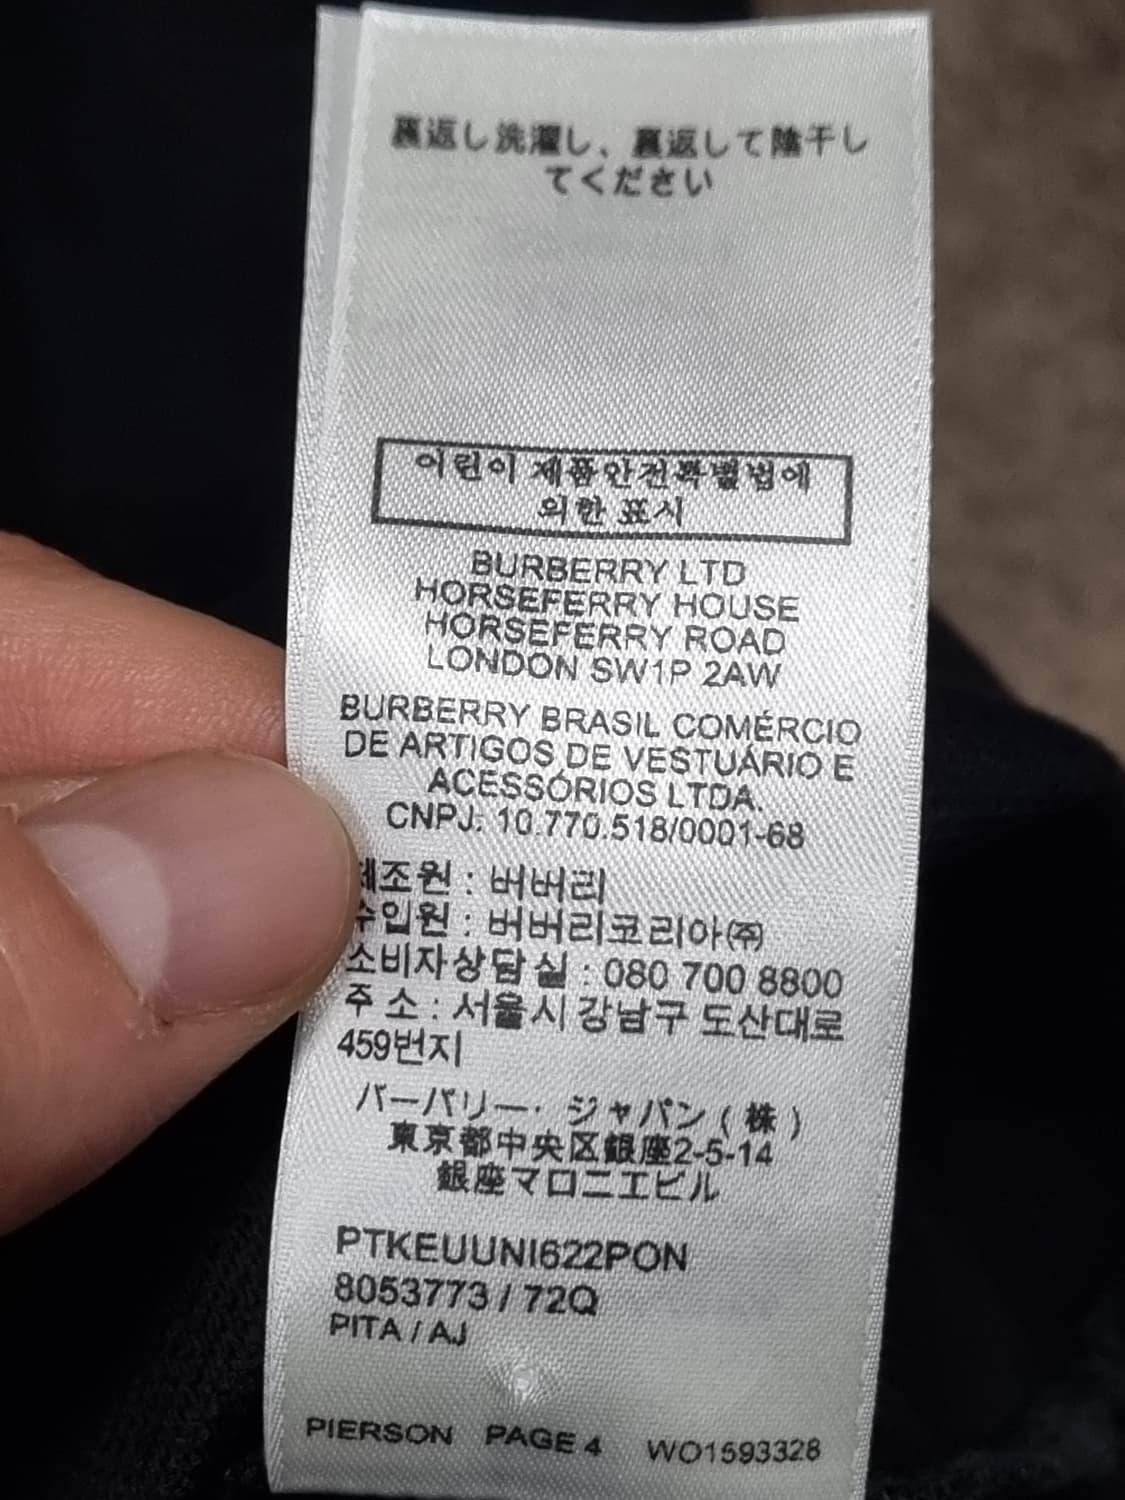 裏返し洗濯し、裏返して陰干し
てください
어린이 제품안전특별법에
의한 표시
BURBERRY LTD
HORSEFERRY HOUSE
HORSEFERRY ROAD
LONDON SW1P 2AW
BURBERRY BRASIL COMÉRCIO
DE ARTIGOS DE VESTUÁRIO E
ACESSÓRIOS LTDA.
CNPJ: 10.770.518/0001-68
제조원 : 버버리
수입원 : 버버리코리아㈜
소비자상담실 : 080 700 8800
주 소 : 서울시 강남구 도산대로
459번지
バーバリー・ジャパン ( 株 )
東京都中央区銀座2-5-14
銀座マロニエビル
PTKEUUNI622PON
8053773 / 72Q
PITA / AJ
PIERSON PAGE 4 WO1593328